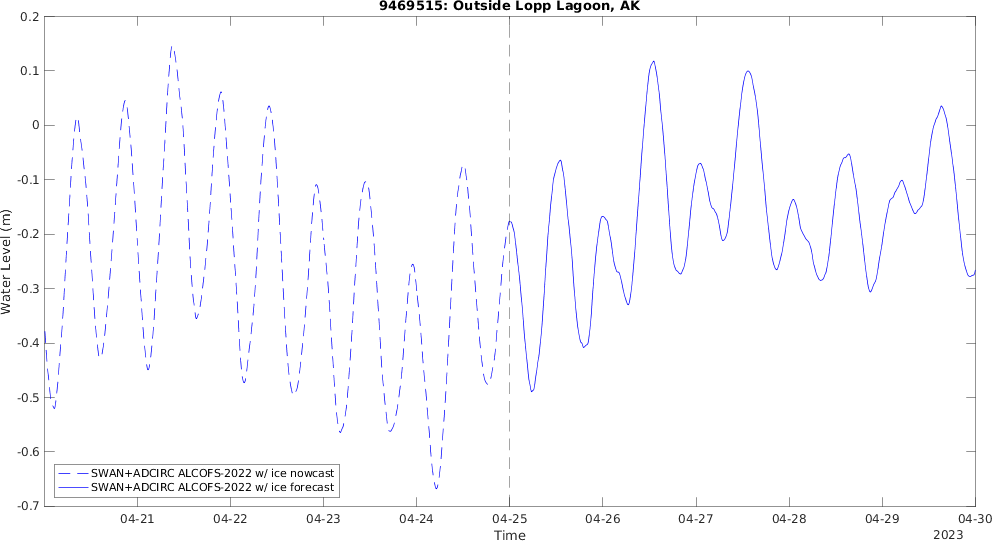 9469515: Outside Lopp Lagoon, AK
Water Level (m)
0.2
0.1
0
-0.1
-0.2
-0.3
-0.4
-0.5
-0.6
-0.7
SWAN+ADCIRC ALCOFS-2022 w/ ice nowcast
SWAN+ADCIRC ALCOFS-2022 w/ ice forecast
04-21 04-22 04-23 04-24 04-25 04-26 04-27 04-28 04-29 04-30
Time
2023